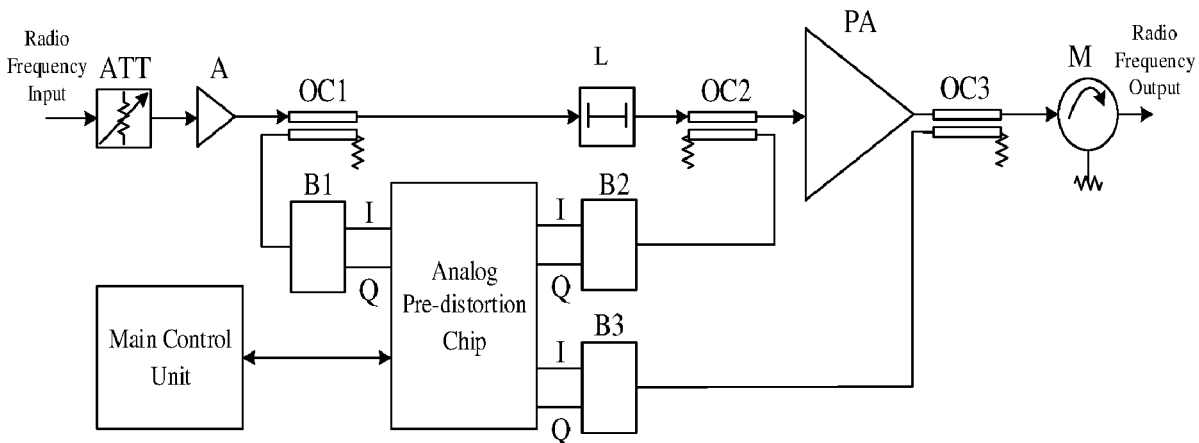 Radio
Frequency
Input
ATT
A
OC1
L
OC2
PA
OC3
M
Radio
Frequency
Output
B1
I
Q
Analog
Pre-distortion
Chip
I
Q
B2
B3
I
Q
Main Control
Unit